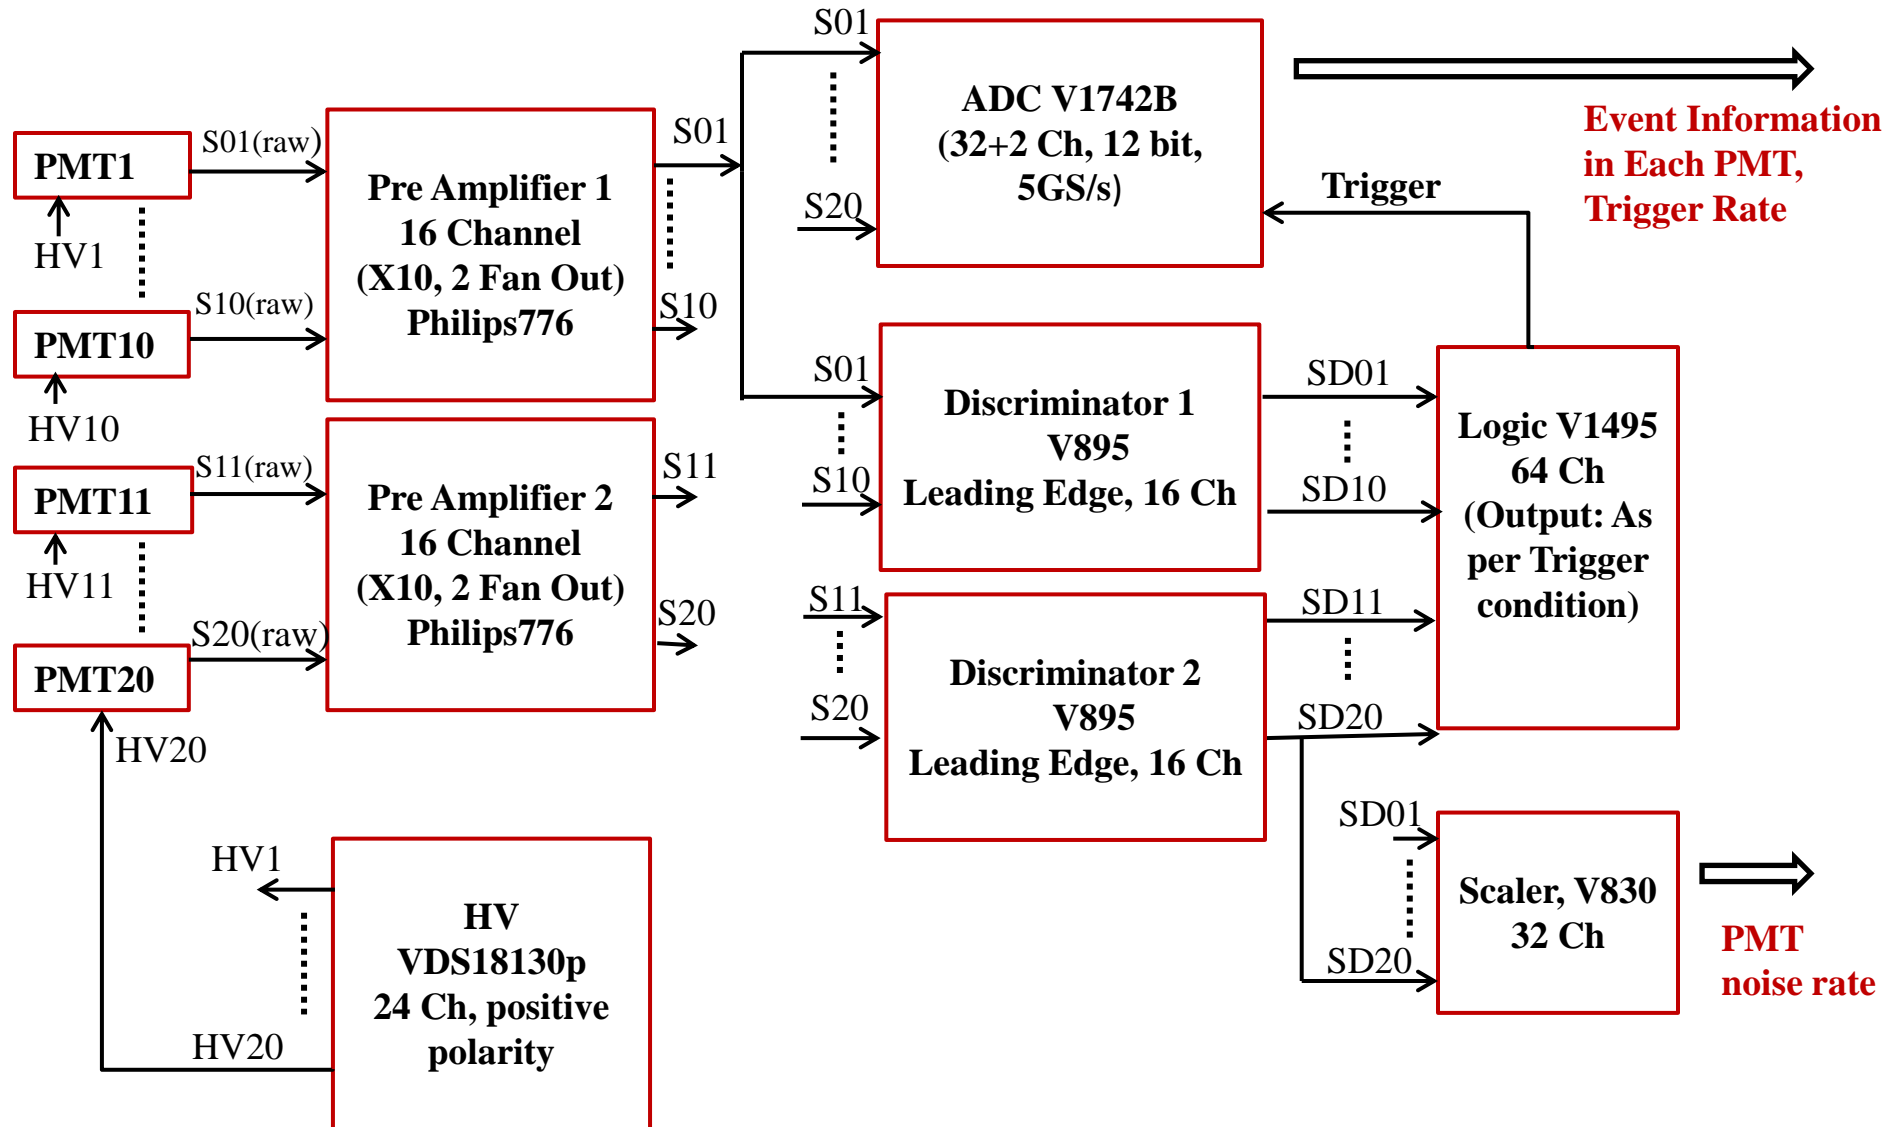 PMT1
HV1
S01(raw)
PMT10
HV10
S10(raw)
Pre Amplifier 1
16 Channel
(X10, 2 Fan Out)
Philips776
S01
S10
PMT11
HV11
S11(raw)
PMT20
HV20
S20(raw)
Pre Amplifier 2
16 Channel
(X10, 2 Fan Out)
Philips776
S11
S20
HV1
HV20
HV
VDS18130p
24 Ch, positive
polarity
S01
S20
ADC V1742B
(32+2 Ch, 12 bit,
5GS/s)
Trigger
Event Information
in Each PMT,
Trigger Rate
S01
S10
Discriminator 1
V895
Leading Edge, 16 Ch
SD01
SD10
S11
S20
Discriminator 2
V895
Leading Edge, 16 Ch
SD11
SD20
Logic V1495
64 Ch
(Output: As
per Trigger
condition)
SD01
SD20
Scaler, V830
32 Ch
PMT
noise rate